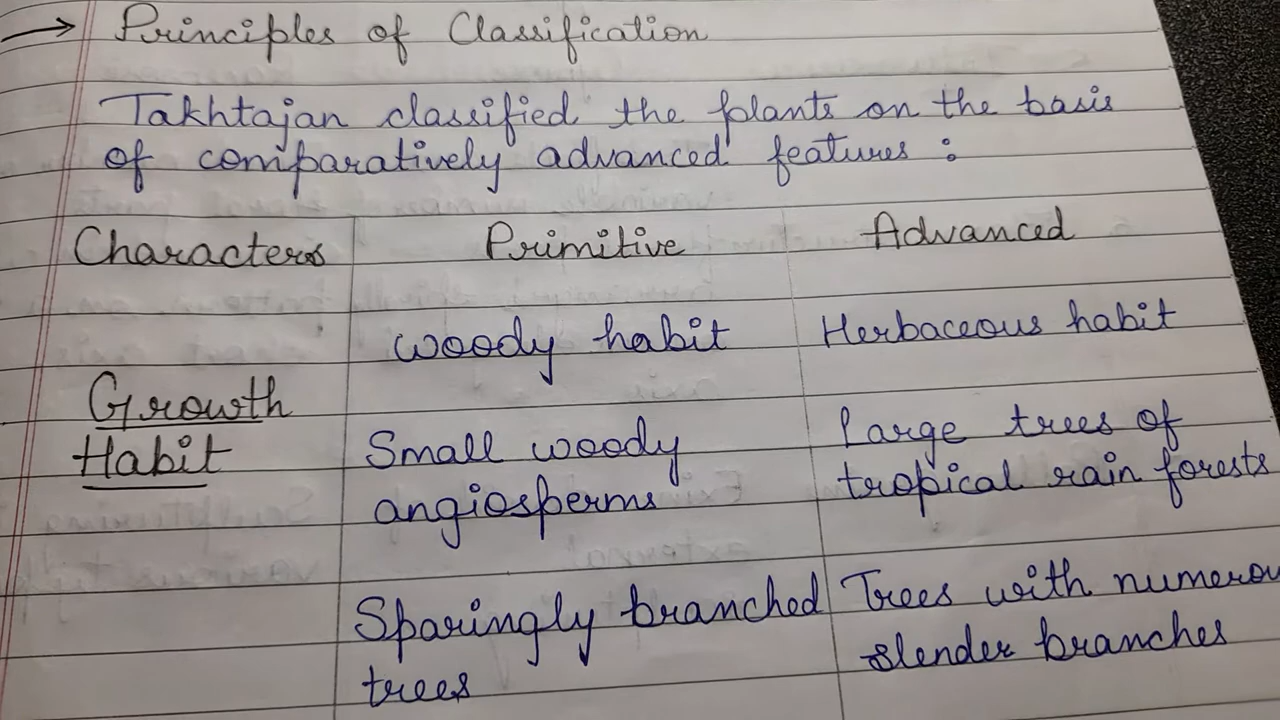 → Principles of Classification
Takhtajan classified the plants on the basis
of comparatively advanced features :
Characters Primitive Advanced
woody habit Herbaceous habit
Growth
Habit
Small woody
angiosperms
Large trees of
tropical rain forests
Sparingly branched
trees
Trees with numerou
slender branches